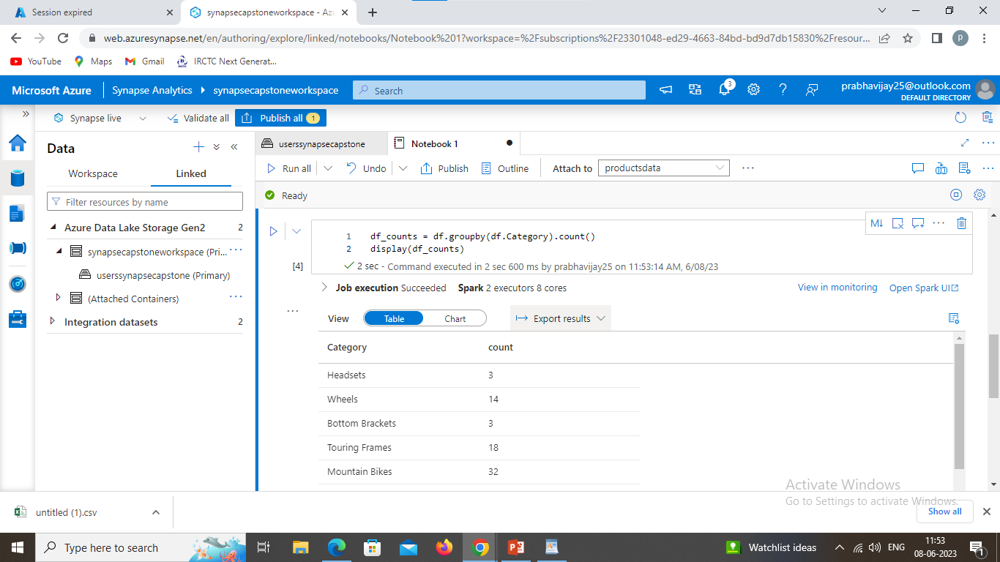 Session expired
synapsecapstoneworkspace - Azu
web.azuresynapse.net/en/authoring/explore/linked/notebooks/Notebook%201?workspace=%2Fsubscriptions%2F23301048-ed29-4663-84bd-bd9d7db15830%2Fresour...
P
YouTube Maps Gmail IRCTC Next Generat...
Microsoft Azure Synapse Analytics synapsecapstoneworkspace Search 3 prabhavijay25@outlook.com
DEFAULT DIRECTORY
Synapse live Validate all Publish all 1
Data
userssynapsecapstone Notebook 1
Workspace Linked
Run all Undo Publish Outline Attach to productsdata
Filter resources by name
Ready
Azure Data Lake Storage Gen2 2
synapsecapstoneworkspace (Pri...
userssynapsecapstone (Primary)
(Attached Containers)
Integration datasets 2
M↓
1 df_counts = df.groupby(df.Category).count()
2 display(df_counts)
[4] 2 sec - Command executed in 2 sec 600 ms by prabhavijay25 on 11:53:14 AM, 6/08/23
Job execution Succeeded Spark 2 executors 8 cores View in monitoring Open Spark UI
View Table Chart Export results
Category count
Headsets 3
Wheels 14
Bottom Brackets 3
Touring Frames 18
Mountain Bikes 32
Activate Windows
Go to Settings to activate Windows.
untitled (1).csv Show all
Type here to search Watchlist ideas ENG 11:53
08-06-2023
1